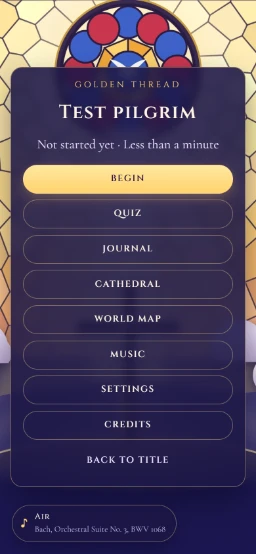 GOLDEN THREAD
Test pilgrim
Not started yet · Less than a minute
BEGIN
QUIZ
JOURNAL
CATHEDRAL
WORLD MAP
MUSIC
SETTINGS
CREDITS
BACK TO TITLE
Air
Bach, Orchestral Suite No. 3, BWV 1068